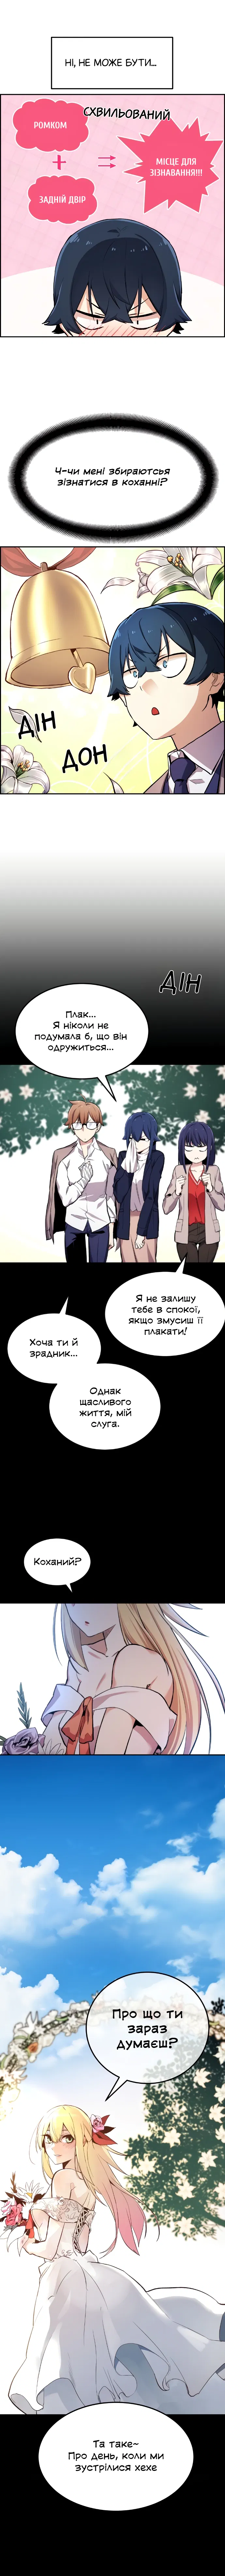 НІ, НЕ МОЖЕ БУТИ...
СХВИЛЬОВАНИЙ
РОМКОМ
+
ЗАДНІЙ ДВІР
МІСЦЕ ДЛЯ
ЗІЗНАВАННЯ!!!
Ч-чи мені збираютсья
зізнатися в коханні?
ДІН
ДОН
ДІН
Плак...
Я ніколи не
подумала б, що він
одружиться...
Я не залишу
тебе в спокої,
якщо змусиш її
плакати!
Хоча ти й
зрадник...
Однак
щасливого
життя, мій
слуга.
Коханий?
Про що ти
зараз
думаєш?
Та таке~
Про день, коли ми
зустрілися хехе